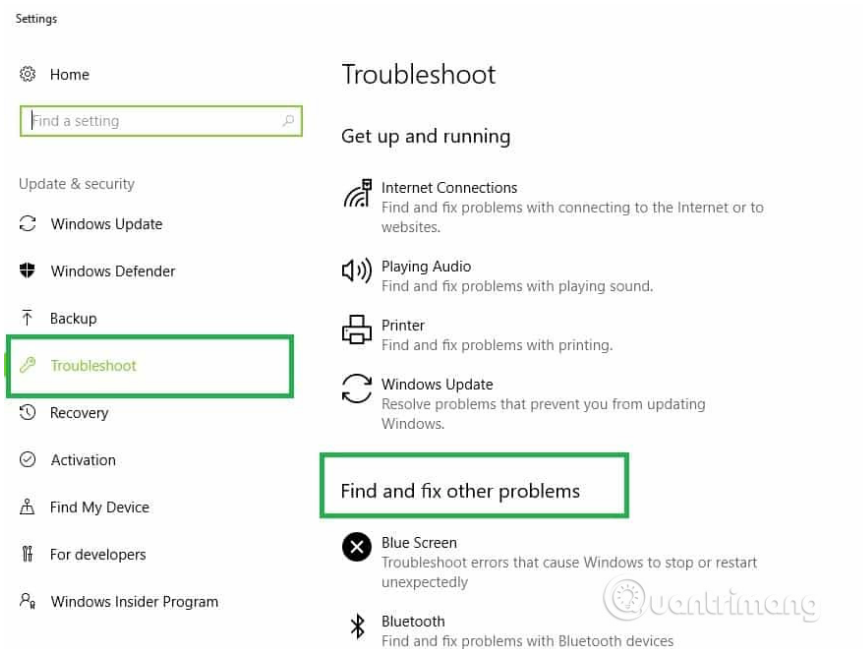 Settings
Home
Find a setting
Update & security
Windows Update
Windows Defender
Backup
Troubleshoot
Recovery
Activation
Find My Device
For developers
Windows Insider Program
Troubleshoot
Get up and running
Internet Connections
Find and fix problems with connecting to the Internet or to
websites.
Playing Audio
Find and fix problems with playing sound.
Printer
Find and fix problems with printing.
Windows Update
Resolve problems that prevent you from updating
Windows.
Find and fix other problems
Blue Screen
Troubleshoot errors that cause Windows to stop or restart
unexpectedly
Bluetooth
Find and fix problems with Bluetooth devices
Quantrimang